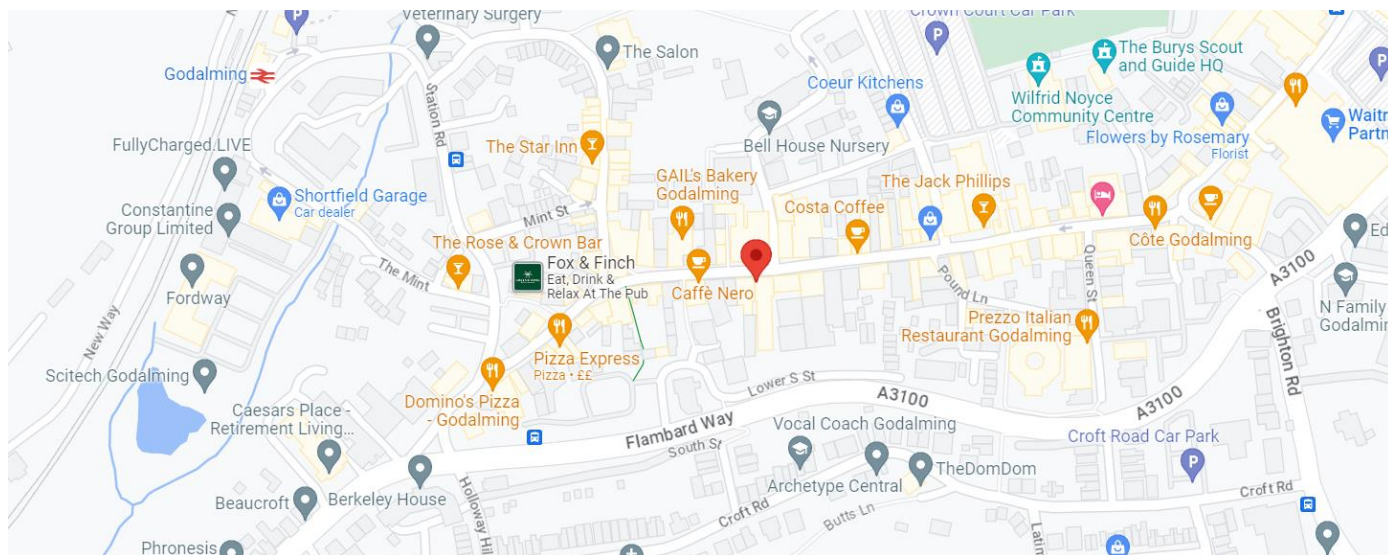 Veterinary Surgery
Crown Court Car Park
P
P
The Salon
The Burys Scout
and Guide HQ
Godalming
Coeur Kitchens
Wilfrid Noyce
Community Centre
P
Station Rd
Bell House Nursery
Flowers by Rosemary
Florist
FullyCharged.LIVE
The Star Inn
GAIL's Bakery
Godalming
The Jack Phillips
Shortfield Garage
Car dealer
Mint St
Costa Coffee
Constantine
Group Limited
The Rose & Crown Bar
Côte Godalming
The Mint
Fox & Finch
Eat, Drink &
Relax At The Pub
Queen St
A3100
Fordway
Caffè Nero
Pound Ln
New Way
Prezzo Italian
Restaurant Godalming
N Family
Brighton Rd
Pizza Express
Pizza · ££
Scitech Godalming
Lower S St
A3100
A3100
Domino's Pizza
- Godalming
Caesars Place -
Retirement Living...
Flambard Way
Vocal Coach Godalming
Croft Road Car Park
South St
P
TheDomDom
Berkeley House
Archetype Central
Beaucroft
Croft Rd
Croft Rd
Holloway Hill
Butts Ln
Phronesis